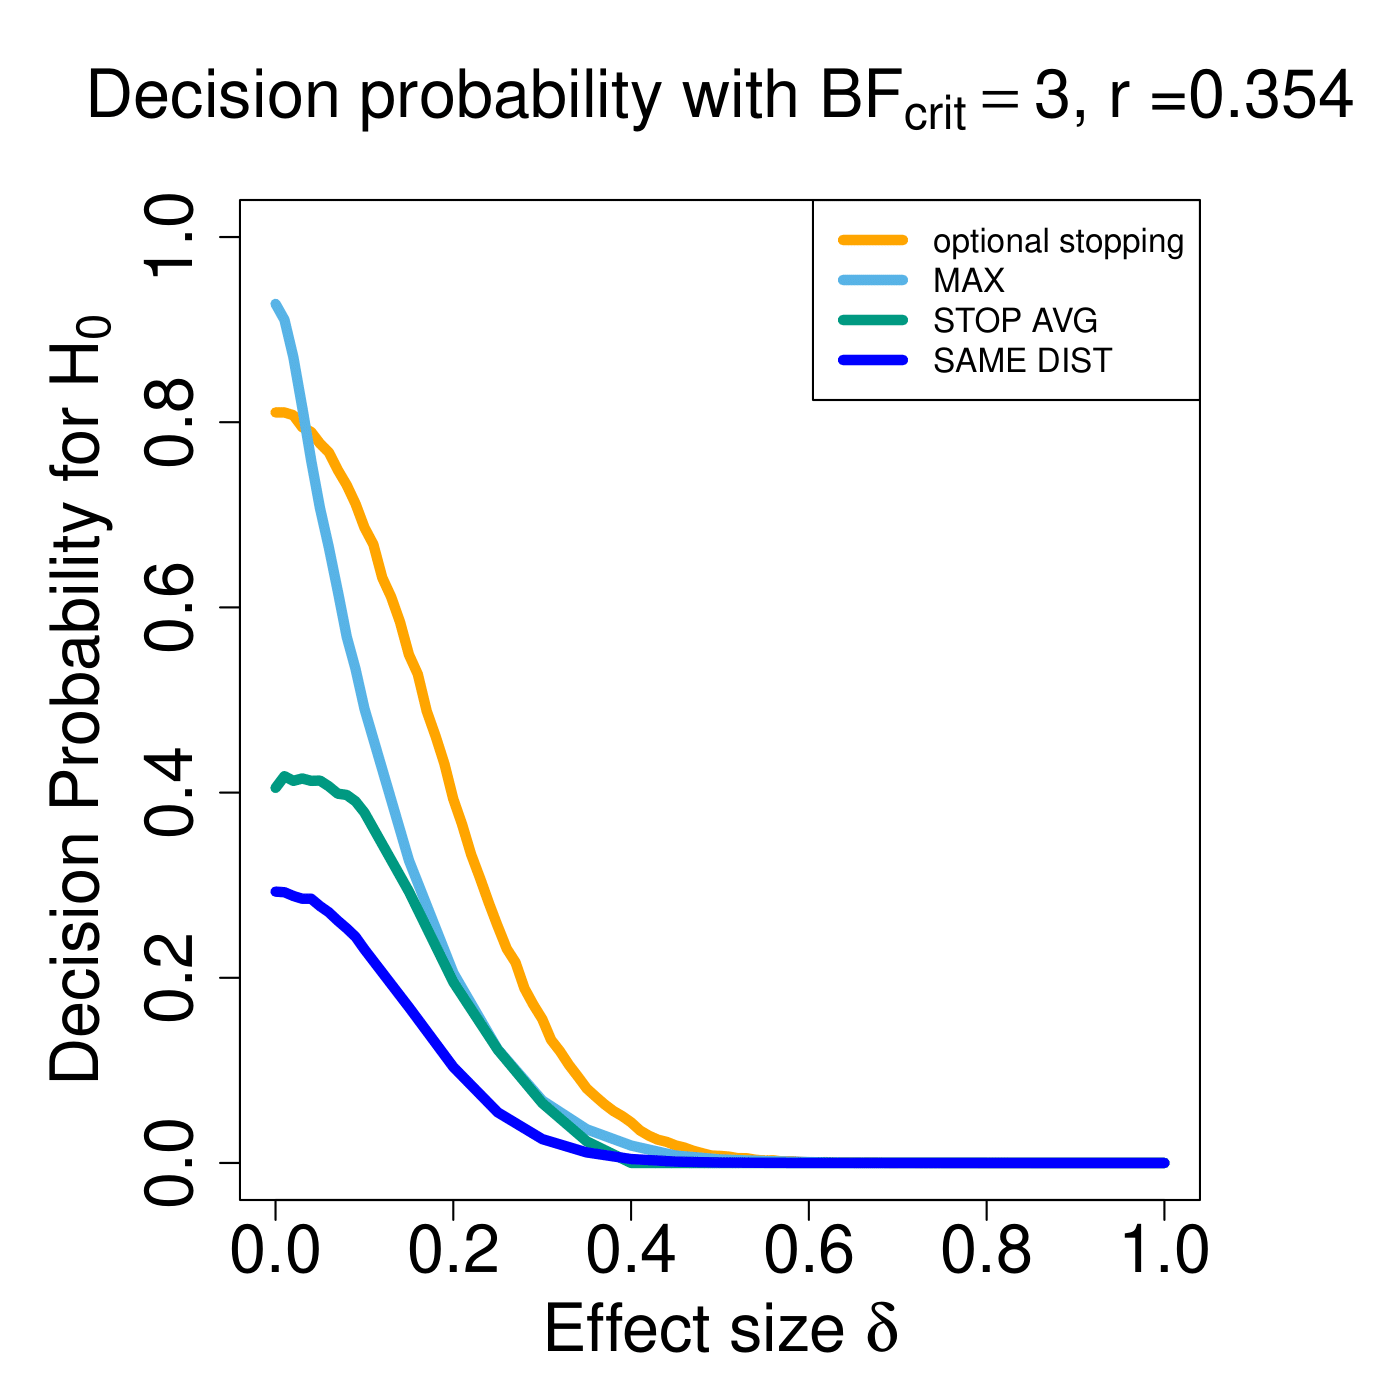 Decision probability with BFcrit = 3, r =0.354
optional stopping
MAX
STOP AVG
SAME DIST
Decision Probability for H0
1.0
0.8
0.6
0.4
0.2
0.0
0.0 0.2 0.4 0.6 0.8 1.0
Effect size δ